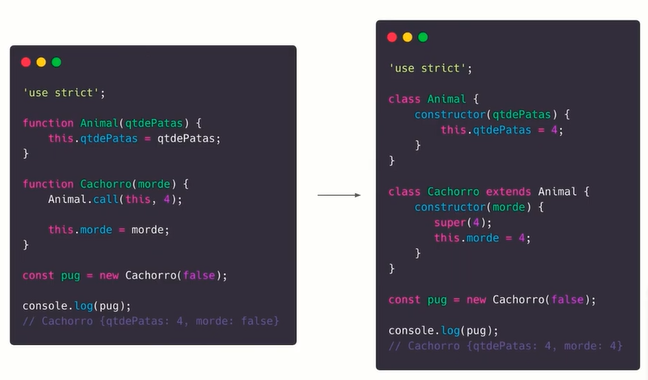 'use strict';
function Animal(qtdePatas) {
    this.qtdePatas = qtdePatas;
}
function Cachorro(morde) {
    Animal.call(this, 4);
    this.morde = morde;
}
const pug = new Cachorro(false);
console.log(pug);
// Cachorro {qtdePatas: 4, morde: false}
'use strict';
class Animal {
    constructor(qtdePatas) {
        this.qtdePatas = 4;
    }
}
class Cachorro extends Animal {
    constructor(morde) {
       super(4);
       this.morde = 4;
    }
}
const pug = new Cachorro(false);
console.log(pug);
// Cachorro {qtdePatas: 4, morde: 4}